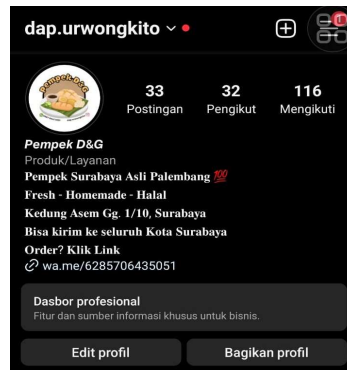 dap.urwongkito
33 32 116
Postingan Pengikut Mengikuti
Pempek D&G
Pempek D&G
Produk/Layanan
Pempek Surabaya Asli Palembang 💯
Fresh - Homemade - Halal
Kedung Asem Gg. 1/10, Surabaya
Bisa kirim ke seluruh Kota Surabaya
Order? Klik Link
wa.me/6285706435051
Dasbor profesional
Fitur dan sumber informasi khusus untuk bisnis.
Edit profil Bagikan profil